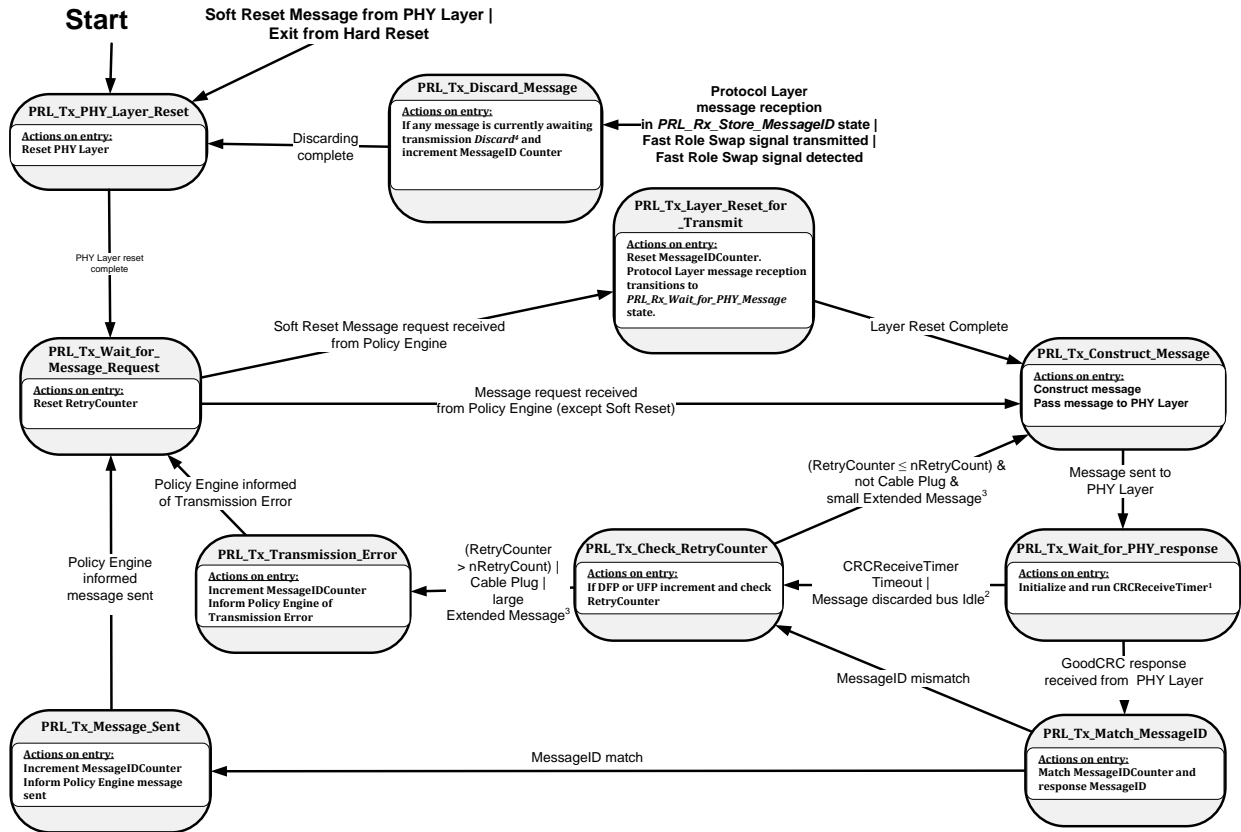 Start
Soft Reset Message from PHY Layer |
Exit from Hard Reset
PRL_Tx_PHY_Layer_Reset
Actions on entry:
Reset PHY Layer
Discarding
complete
PRL_Tx_Discard_Message
Actions on entry:
If any message is currently awaiting
transmission Discard⁴ and
increment MessageID Counter
Protocol Layer
message reception
in PRL_Rx_Store_MessageID state |
Fast Role Swap signal transmitted |
Fast Role Swap signal detected
PHY Layer reset
complete
PRL_Tx_Layer_Reset_for
_Transmit
Actions on entry:
Reset MessageIDCounter.
Protocol Layer message reception
transitions to
PRL_Rx_Wait_for_PHY_Message
state.
Soft Reset Message request received
from Policy Engine
Layer Reset Complete
PRL_Tx_Wait_for_
Message_Request
Actions on entry:
Reset RetryCounter
Message request received
from Policy Engine (except Soft Reset)
PRL_Tx_Construct_Message
Actions on entry:
Construct message
Pass message to PHY Layer
Policy Engine informed
of Transmission Error
(RetryCounter ≤ nRetryCount) &
not Cable Plug &
small Extended Message³
Message sent to
PHY Layer
Policy Engine
informed
message sent
PRL_Tx_Transmission_Error
Actions on entry:
Increment MessageIDCounter
Inform Policy Engine of
Transmission Error
(RetryCounter
> nRetryCount) |
Cable Plug |
large
Extended Message³
PRL_Tx_Check_RetryCounter
Actions on entry:
If DFP or UFP increment and check
RetryCounter
CRCReceiveTimer
Timeout |
Message discarded bus Idle²
PRL_Tx_Wait_for_PHY_response
Actions on entry:
Initialize and run CRCReceiveTimer¹
MessageID mismatch
GoodCRC response
received from PHY Layer
PRL_Tx_Message_Sent
Actions on entry:
Increment MessageIDCounter
Inform Policy Engine message
sent
MessageID match
PRL_Tx_Match_MessageID
Actions on entry:
Match MessageIDCounter and
response MessageID